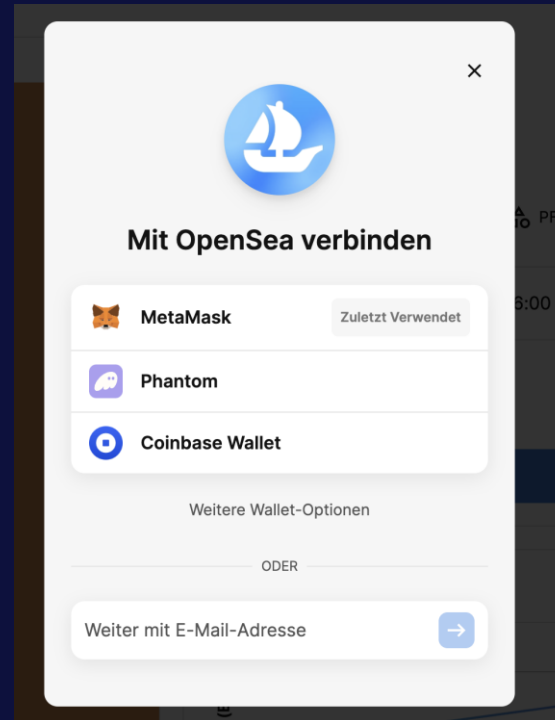 Mit OpenSea verbinden
MetaMask Zuletzt Verwendet
Phantom
Coinbase Wallet
Weitere Wallet-Optionen
ODER
Weiter mit E-Mail-Adresse